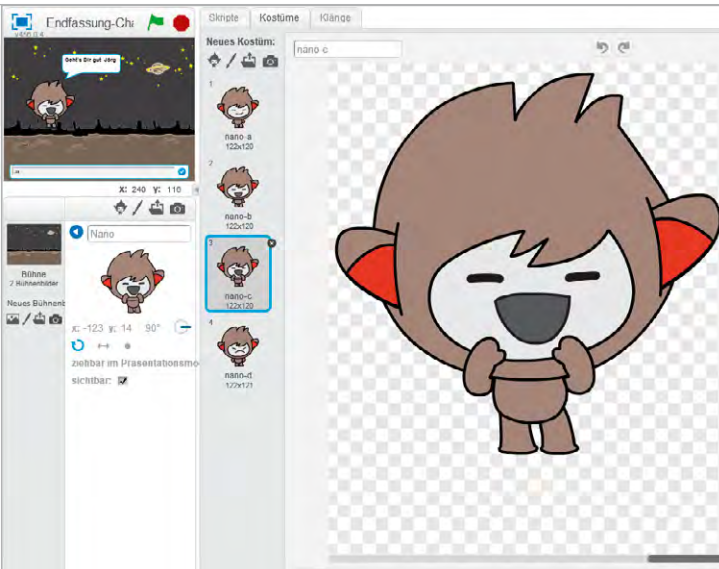 Endfassung-Cha
v456.0.4
Geht's Dir gut Jörg
X: 240 Y: 110
Nano
Bühne
2 Bühnenbilder
Neues Bühnenb
x: -123 y: 14 90°
ziehbar im Präsentationsmo
sichtbar:
Skripte
Kostüme
Klänge
Neues Kostüm:
1
nano-a
122x120
2
nano-b
122x120
3
nano-c
122x120
4
nano-d
122x121
nano-c